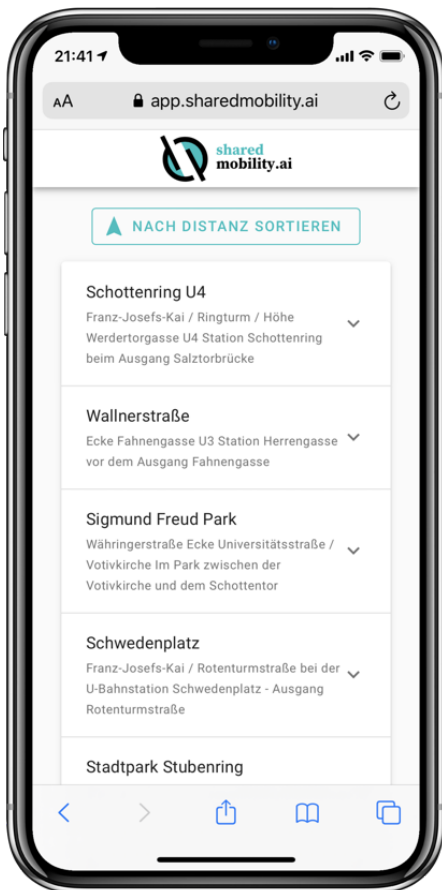 21:41
AA app.sharedmobility.ai
shared
mobility.ai
NACH DISTANZ SORTIEREN
Schottenring U4
Franz-Josefs-Kai / Ringturm / Höhe
Werdertorgasse U4 Station Schottenring
beim Ausgang Salztorbrücke
Wallnerstraße
Ecke Fahnengasse U3 Station Herrengasse
vor dem Ausgang Fahnengasse
Sigmund Freud Park
Währingerstraße Ecke Universitätsstraße /
Votivkirche Im Park zwischen der
Votivkirche und dem Schottentor
Schwedenplatz
Franz-Josefs-Kai / Rotenturmstraße bei der
U-Bahnstation Schwedenplatz - Ausgang
Rotenturmstraße
Stadtpark Stubenring